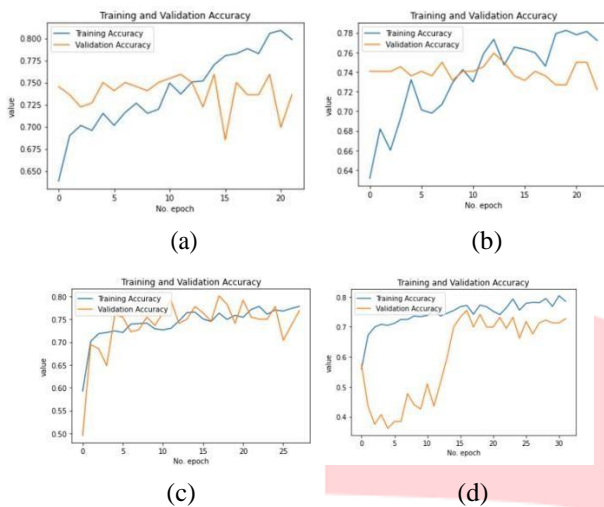 Training and Validation Accuracy
Training Accuracy
Validation Accuracy
0.800
0.775
0.750
0.725
0.700
0.675
0.650
value
0
5
10
15
20
No. epoch
(a)
Training and Validation Accuracy
Training Accuracy
Validation Accuracy
0.78
0.76
0.74
0.72
0.70
0.68
0.66
0.64
value
0
5
10
15
20
No. epoch
(b)
Training and Validation Accuracy
Training Accuracy
Validation Accuracy
0.80
0.75
0.70
0.65
0.60
0.55
0.50
value
0
5
10
15
20
25
No. epoch
(c)
Training and Validation Accuracy
Training Accuracy
Validation Accuracy
0.8
0.7
0.6
0.5
0.4
value
0
5
10
15
20
25
30
No. epoch
(d)